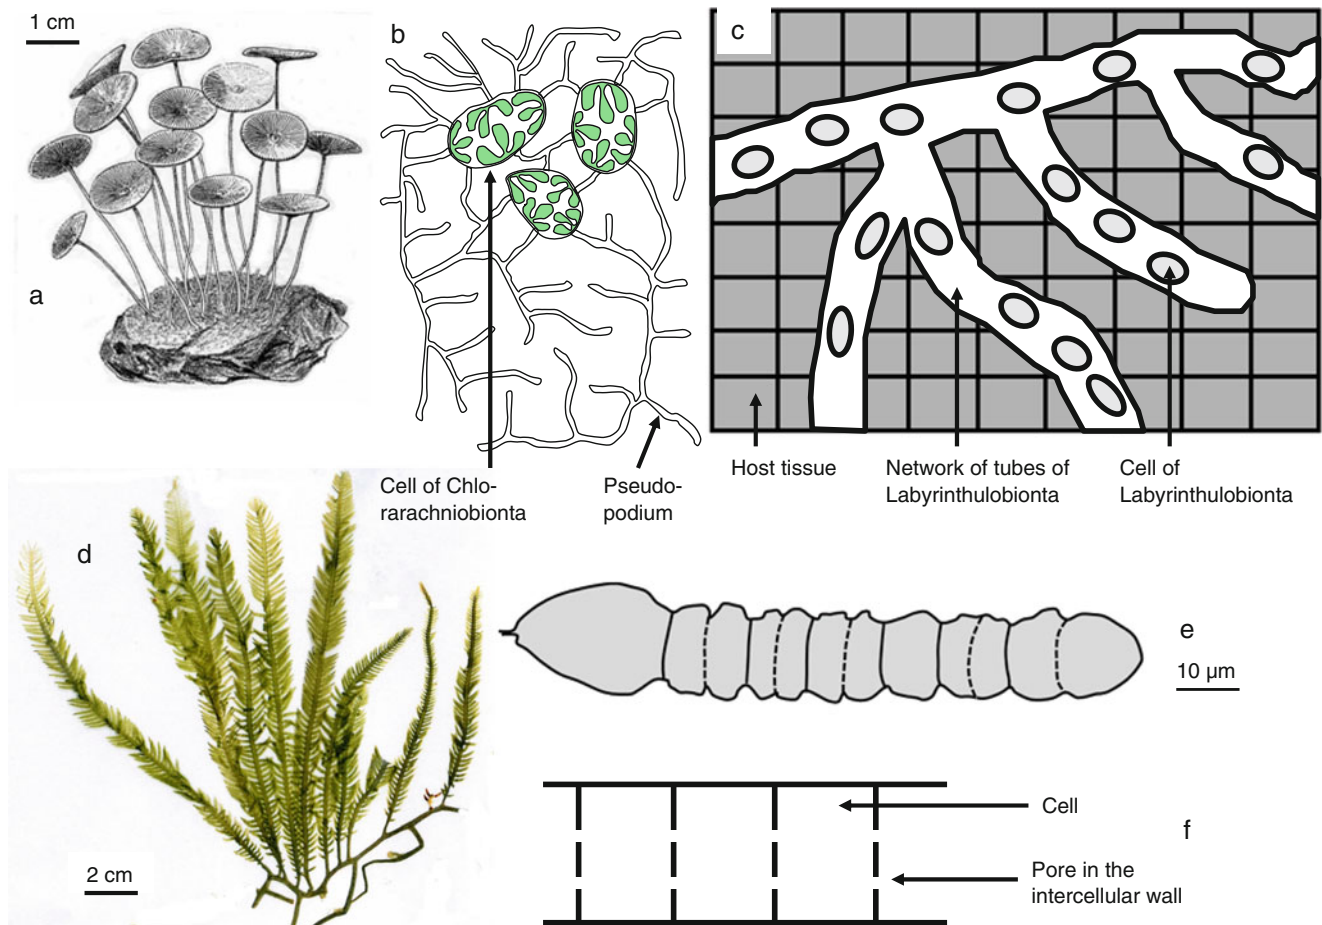 1 cm
a
b
c
Cell of Chlo-
rarachniobionta
Pseudo-
podium
Host tissue
Network of tubes of
Labyrinthulobionta
Cell of
Labyrinthulobionta
d
2 cm
e
10 µm
Cell
f
Pore in the
intercellular wall